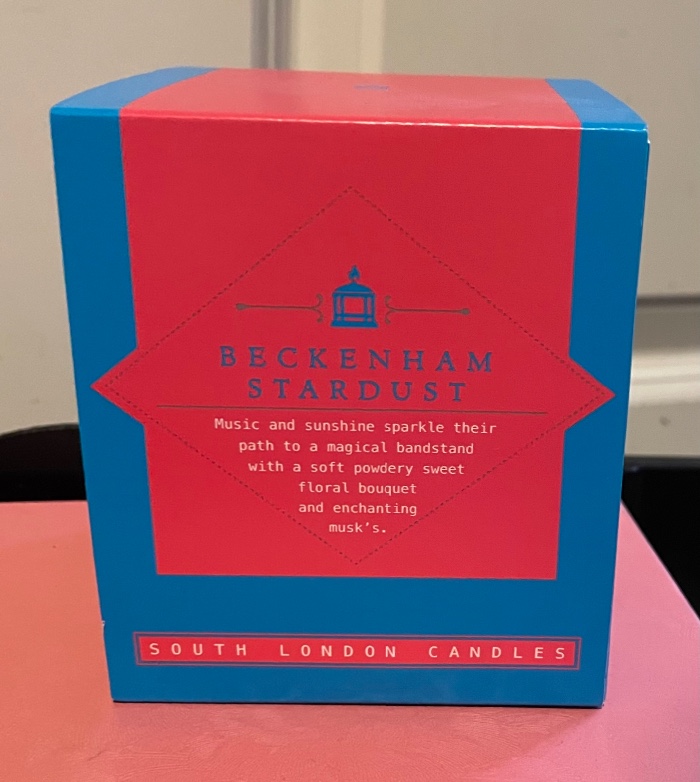 BECKENHAM
STARDUST
Music and sunshine sparkle their
path to a magical bandstand
with a soft powdery sweet
floral bouquet
and enchanting
musk's.
SOUTH LONDON CANDLES